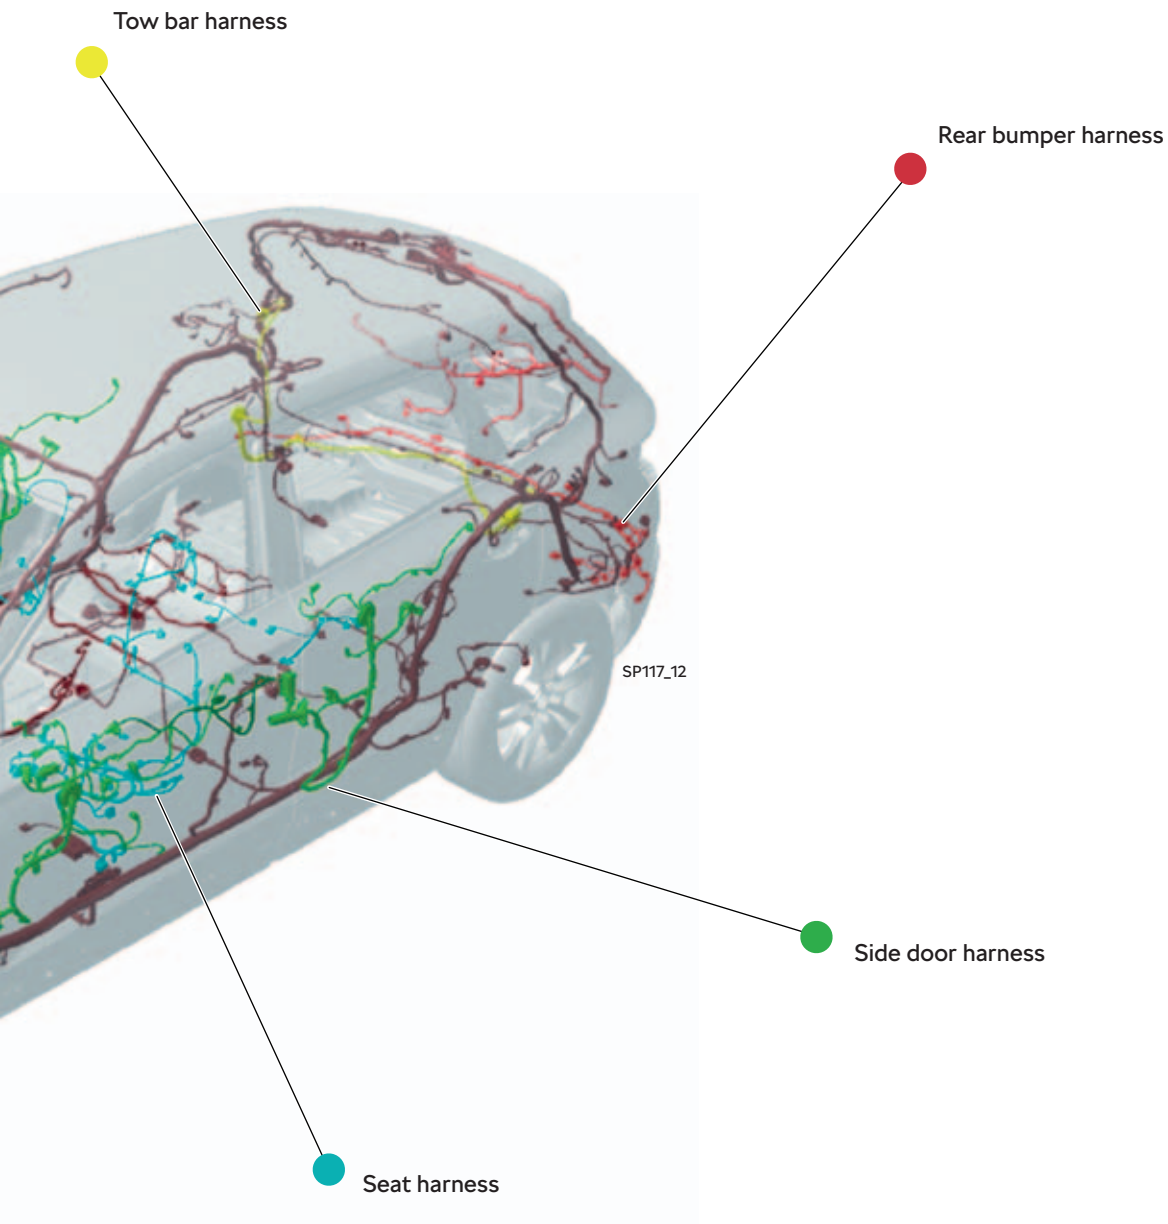 Tow bar harness
Rear bumper harness
SP117_12
Side door harness
Seat harness